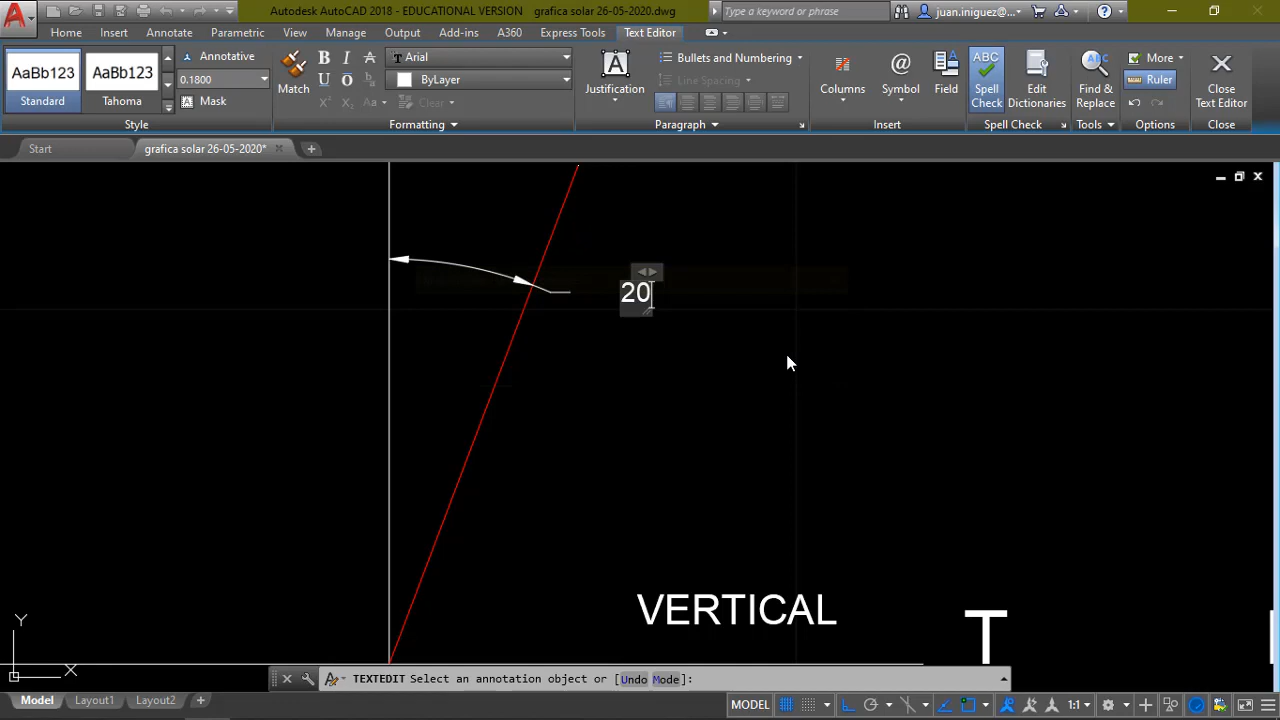 Autodesk AutoCAD 2018 - EDUCATIONAL VERSION grafica solar 26-05-2020.dwg
Type a keyword or phrase
juan.iniguez@...
Home Insert Annotate Parametric View Manage Output Add-ins A360 Express Tools Text Editor
AaBb123 AaBb123
Standard Tahoma
Annotative
0.1800
Mask
Style
Match
B I A
U O
Arial
ByLayer
Aa
Clear
Formatting
A
Justification
Bullets and Numbering
Line Spacing
Paragraph
Columns
@
Symbol
Field
Insert
ABC
Spell
Check
Edit
Dictionaries
Spell Check
Find &
Replace
Tools
More
Ruler
Options
Close
Text Editor
Close
Start grafica solar 26-05-2020*
20
VERTICAL
T
Y
X
TEXTEDIT Select an annotation object or [Undo Mode]:
Model Layout1 Layout2
MODEL
1:1